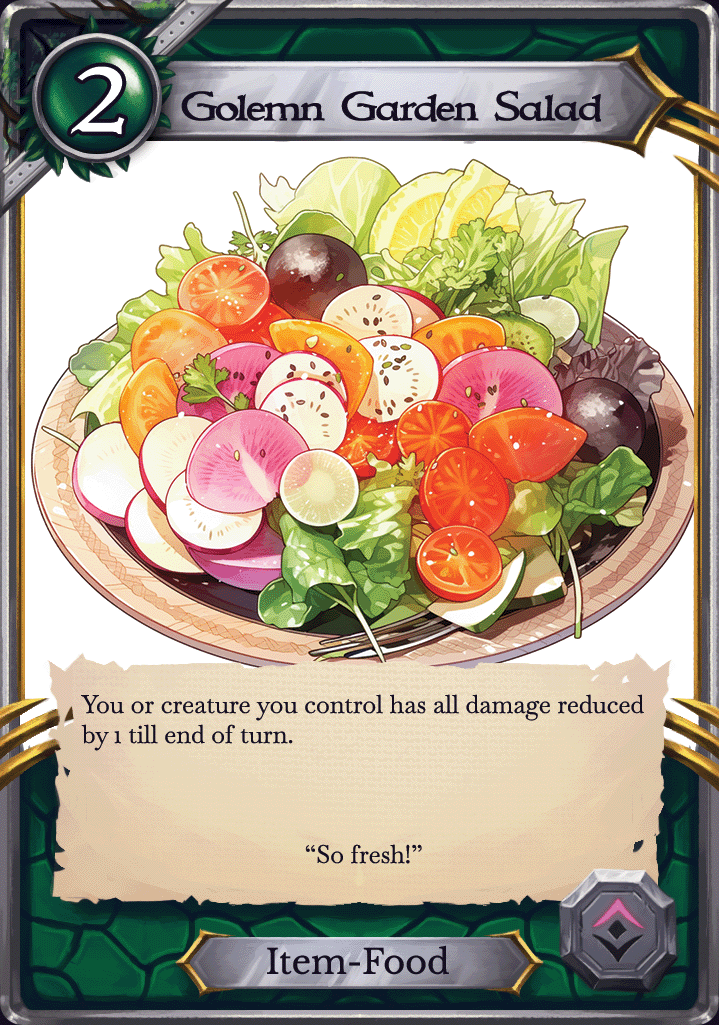 2
Golemn Garden Salad
You or creature you control has all damage reduced
by 1 till end of turn.
“So fresh!”
Item-Food